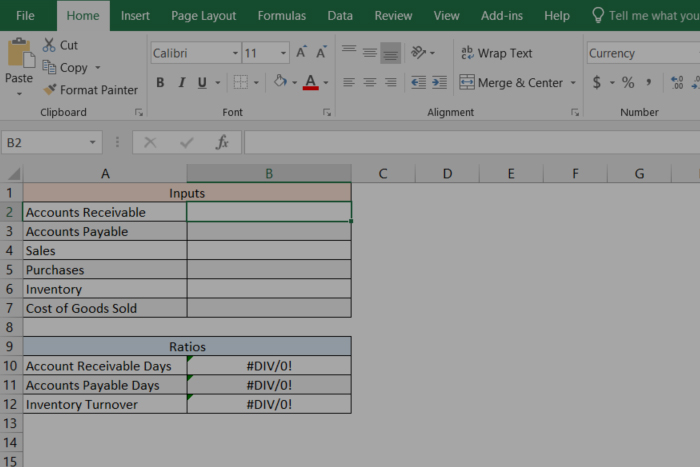 File Home Insert Page Layout Formulas Data Review View Add-ins Help Tell me what you
Paste
Cut
Copy
Format Painter
Clipboard
Calibri 11 A A
B I U A
Font
ab Wrap Text
Merge & Center
Alignment
Currency
$ % ,
Number
B2 fx
A B C D E F G
1 Inputs
2 Accounts Receivable
3 Accounts Payable
4 Sales
5 Purchases
6 Inventory
7 Cost of Goods Sold
8
9 Ratios
10 Account Receivable Days #DIV/0!
11 Accounts Payable Days #DIV/0!
12 Inventory Turnover #DIV/0!
13
14
15